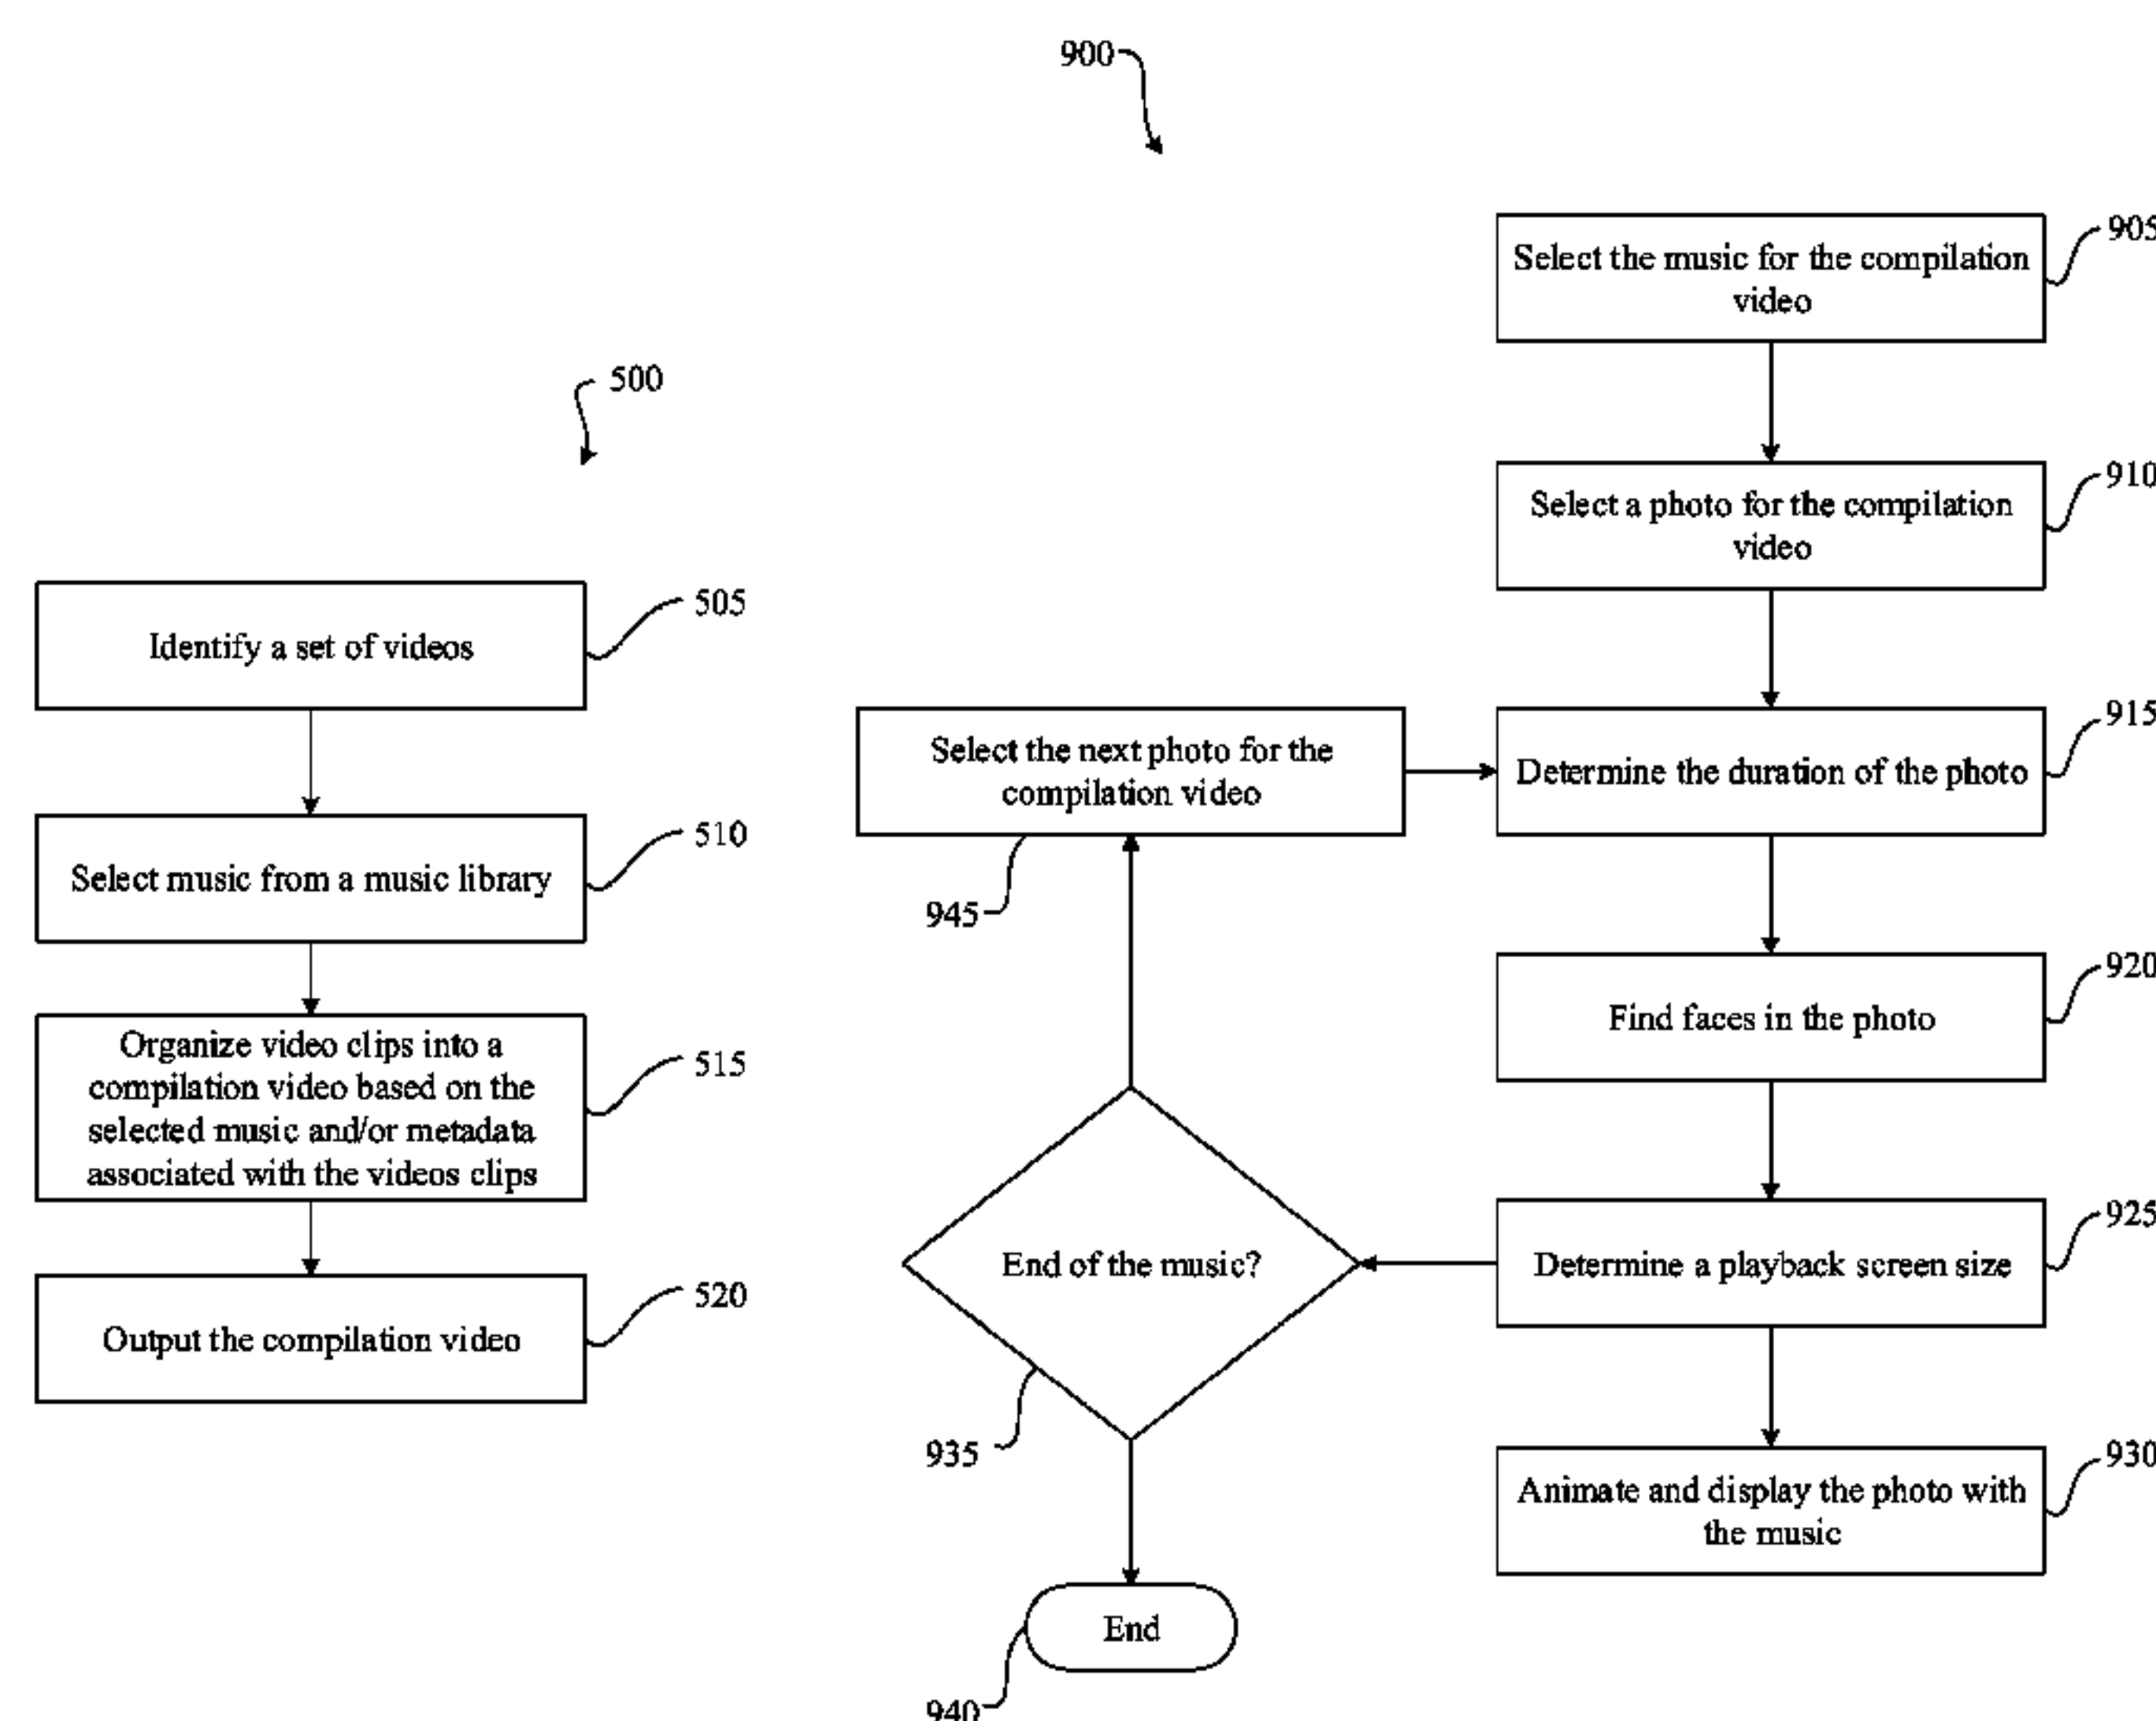 500
Identify a set of videos
505
Select music from a music library
510
Organize video clips into a
compilation video based on the
selected music and/or metadata
associated with the videos clips
515
Output the compilation video
520
900
Select the music for the compilation
video
905
Select a photo for the compilation
video
910
Determine the duration of the photo
915
Find faces in the photo
920
Determine a playback screen size
925
Animate and display the photo with
the music
930
End of the music?
935
End
940
Select the next photo for the
compilation video
945